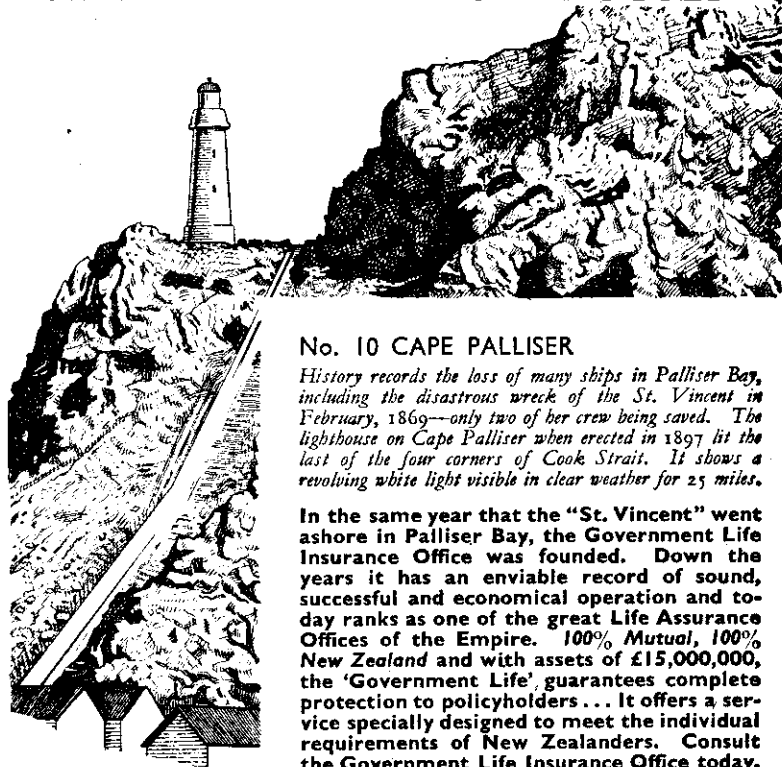 No. 10 CAPE PALLISER
History records the loss of many ships in Palliser Bay,
including the disastrous wreck of the St. Vincent in
February, 1869—only two of her crew being saved. The
lighthouse on Cape Palliser when erected in 1897 lit the
last of the four corners of Cook Strait. It shows a
revolving white light visible in clear weather for 25 miles.
In the same year that the "St. Vincent" went
ashore in Palliser Bay, the Government Life
Insurance Office was founded. Down the
years it has an enviable record of sound,
successful and economical operation and to-
day ranks as one of the great Life Assurance
Offices of the Empire. 100% Mutual, 100%
New Zealand and with assets of £15,000,000,
the 'Government Life' guarantees complete
protection to policyholders... It offers a ser-
vice specially designed to meet the individual
requirements of New Zealanders. Consult
the Government Life Insurance Office today.